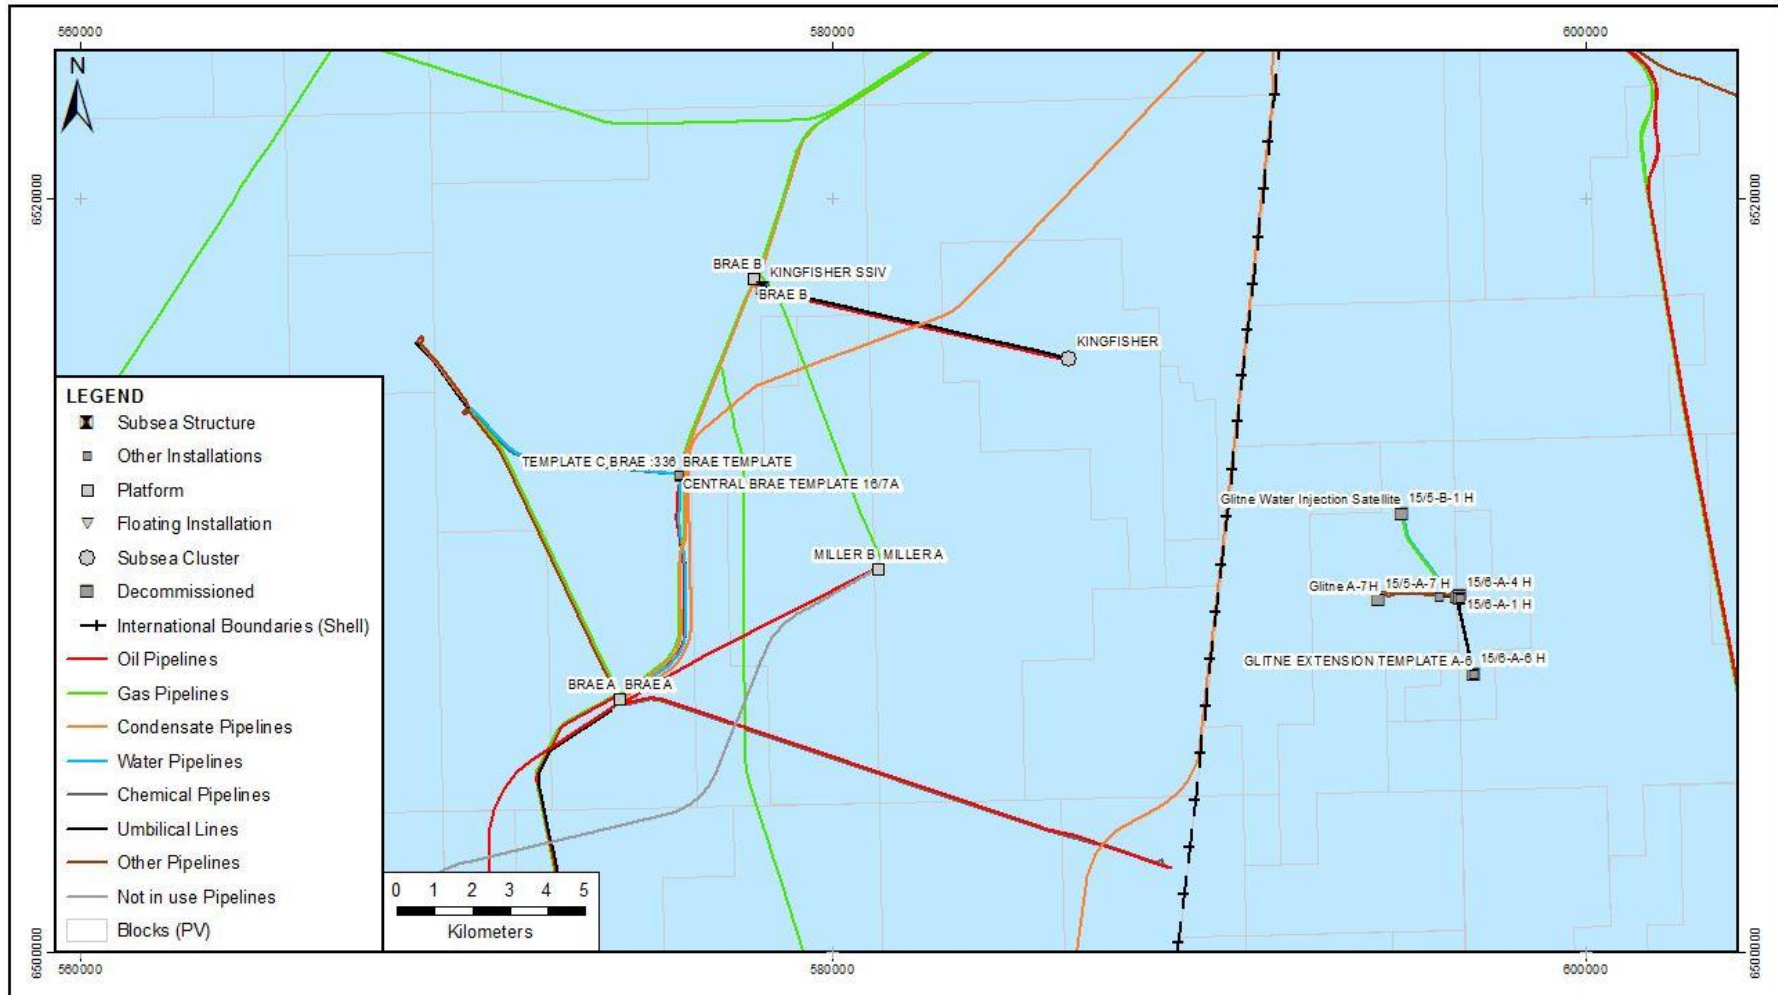 560000 580000 600000
N
6520000 6520000
BRAE B KINGFISHER SSIV
BRAE B
KINGFISHER
LEGEND
Subsea Structure
Other Installations
Platform
Floating Installation
Subsea Cluster
Decommissioned
International Boundaries (Shell)
Oil Pipelines
Gas Pipelines
Condensate Pipelines
Water Pipelines
Chemical Pipelines
Umbilical Lines
Other Pipelines
Not in use Pipelines
Blocks (PV)
TEMPLATE C BRAE :336 BRAE TEMPLATE
CENTRAL BRAE TEMPLATE 16/7A
Glitne Water Injection Satellite 15/5-B-1 H
MILLER B MILLER A
Glitne A-7H 15/5-A-7 H 15/6-A-4 H
15/6-A-1 H
GLITNE EXTENSION TEMPLATE A-6 15/6-A-6 H
BRAE A BRAE A
0 1 2 3 4 5
Kilometers
6500000 6500000
560000 580000 600000